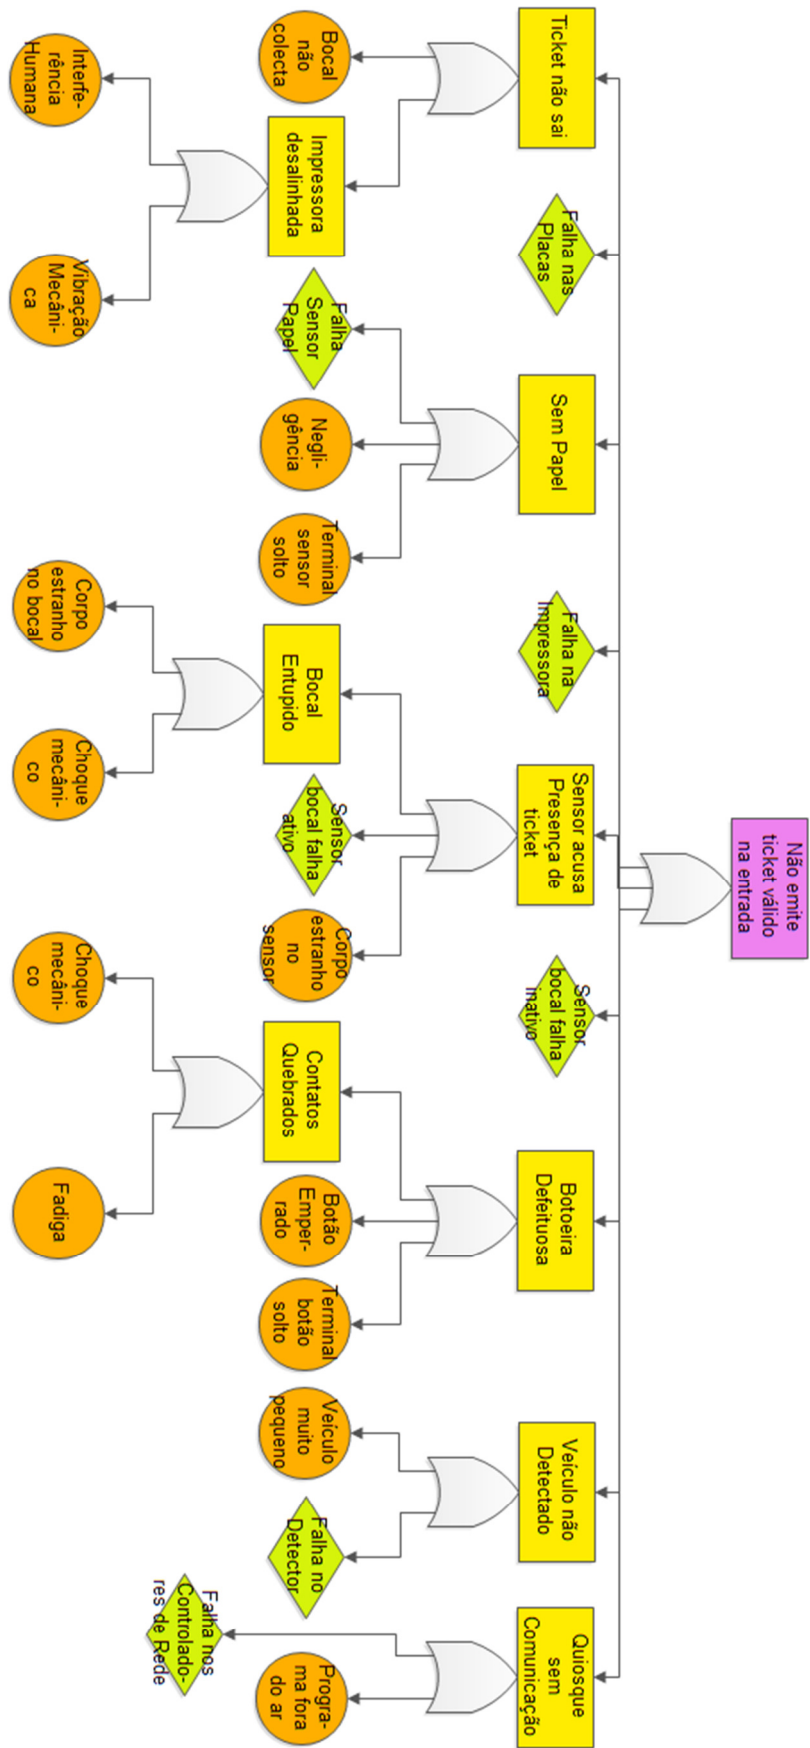 Não emite
ticket válido
na entrada
Ticket não sai
Falha nas
Placas
Sem Papel
Falha na
Impressora
Sensor acusa
Presença de
ticket
Sensor
bocal falha
inativo
Botoeira
Defeituosa
Veículo não
Detectado
Quiosque
sem
Comunicação
Bocal
não
colecta
Impressora
desalinhada
Falha
Sensor
Papel
Negli-
gência
Terminal
sensor
solto
Bocal
Entupido
Sensor
bocal falha
ativo
Corpo
estranho
no
sensor
Contatos
Quebrados
Botão
Emper-
rado
Terminal
botão
solto
Veículo
muito
pequeno
Falha no
Detector
Falha nos
Controlado-
res de Rede
Progra-
ma fora
do ar
Interfe-
rência
Humana
Vibração
Mecâni-
ca
Corpo
estranho
no bocal
Choque
mecâni-
co
Choque
mecâni-
co
Fadiga